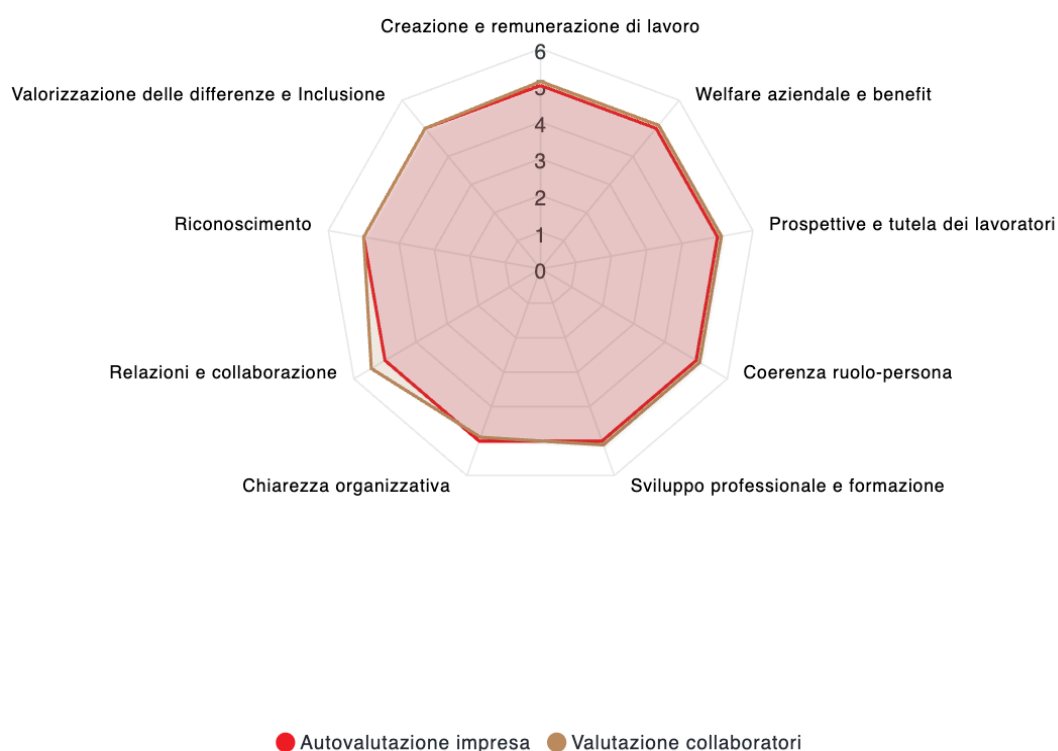 Creazione e remunerazione di lavoro
6
Valorizzazione delle differenze e Inclusione
Welfare aziendale e benefit
5
4
3
Riconoscimento
Prospettive e tutela dei lavoratori
2
1
0
Relazioni e collaborazione
Coerenza ruolo-persona
Chiarezza organizzativa
Sviluppo professionale e formazione
Autovalutazione impresa
Valutazione collaboratori